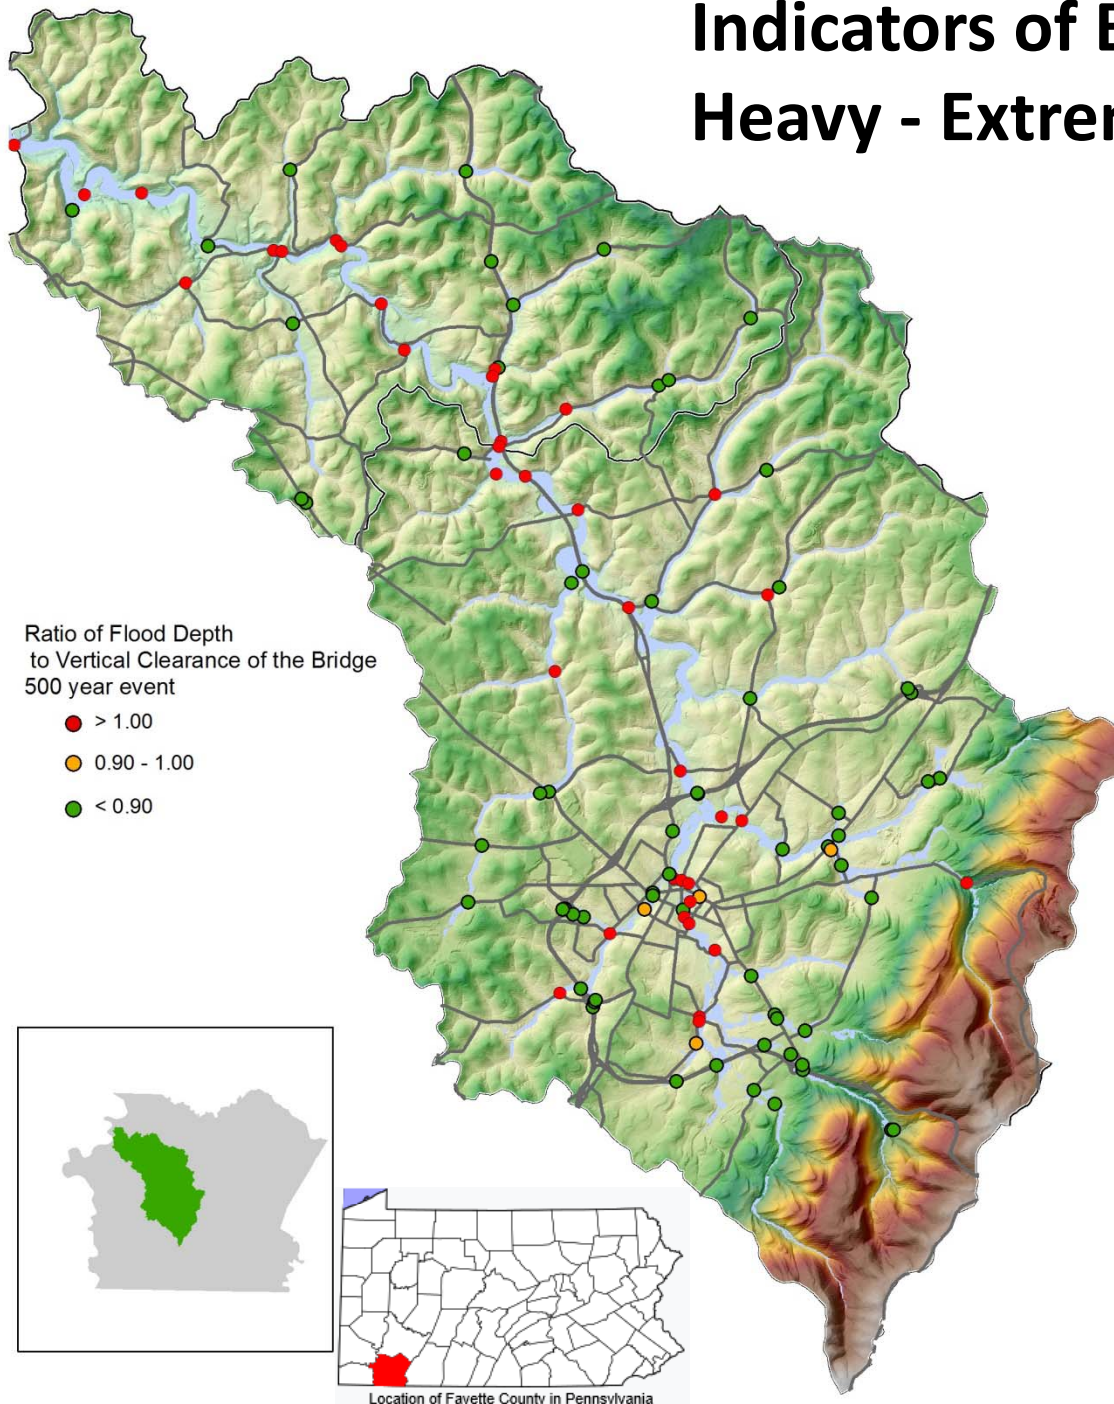 Indicators of E
Heavy - Extrem
Ratio of Flood Depth
to Vertical Clearance of the Bridge
500 year event
> 1.00
0.90 - 1.00
< 0.90
Location of Fayette County in Pennsylvania